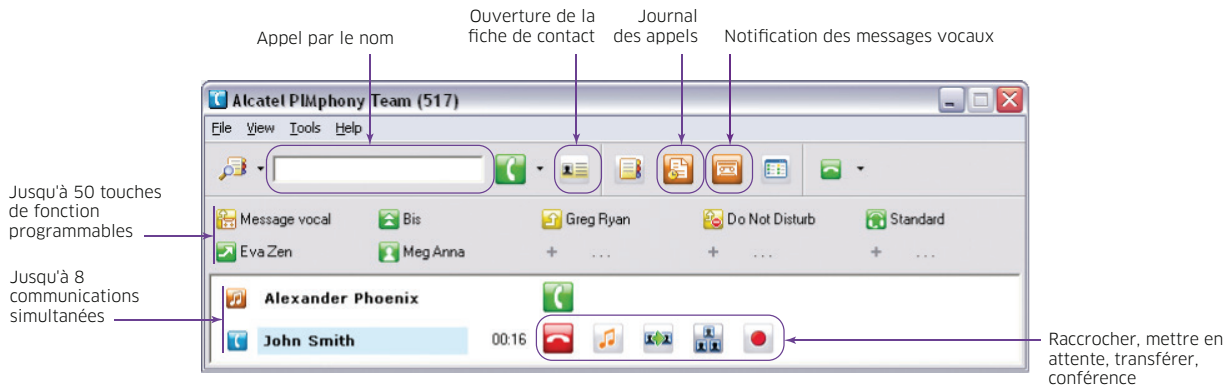 Ouverture de la
fiche de contact
Journal
des appels
Appel par le nom
Notification des messages vocaux
Alcatel PIMphony Team (517)
File View Tools Help
Jusqu'à 50 touches
de fonction
programmables
Message vocal Bis Greg Ryan Do Not Disturb Standard
Eva Zen Meg Anna + ... + ... + ...
Jusqu'à 8
communications
simultanées
Alexander Phoenix
John Smith 00:16
Raccrocher, mettre en
attente, transférer,
conférence